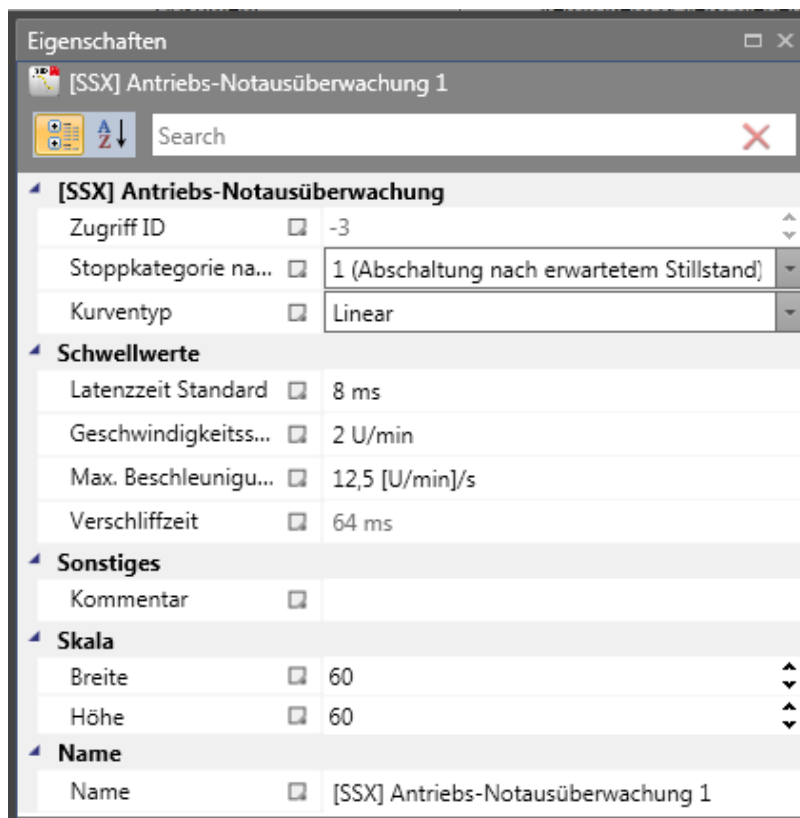 Eigenschaften
[SSX] Antriebs-Notausüberwachung 1
Search
[SSX] Antriebs-Notausüberwachung
Zugriff ID -3
Stoppkategorie na... 1 (Abschaltung nach erwartetem Stillstand)
Kurventyp Linear
Schwellwerte
Latenzzeit Standard 8 ms
Geschwindigkeitss... 2 U/min
Max. Beschleunigu... 12,5 [U/min]/s
Verschliffzeit 64 ms
Sonstiges
Kommentar
Skala
Breite 60
Höhe 60
Name
Name [SSX] Antriebs-Notausüberwachung 1